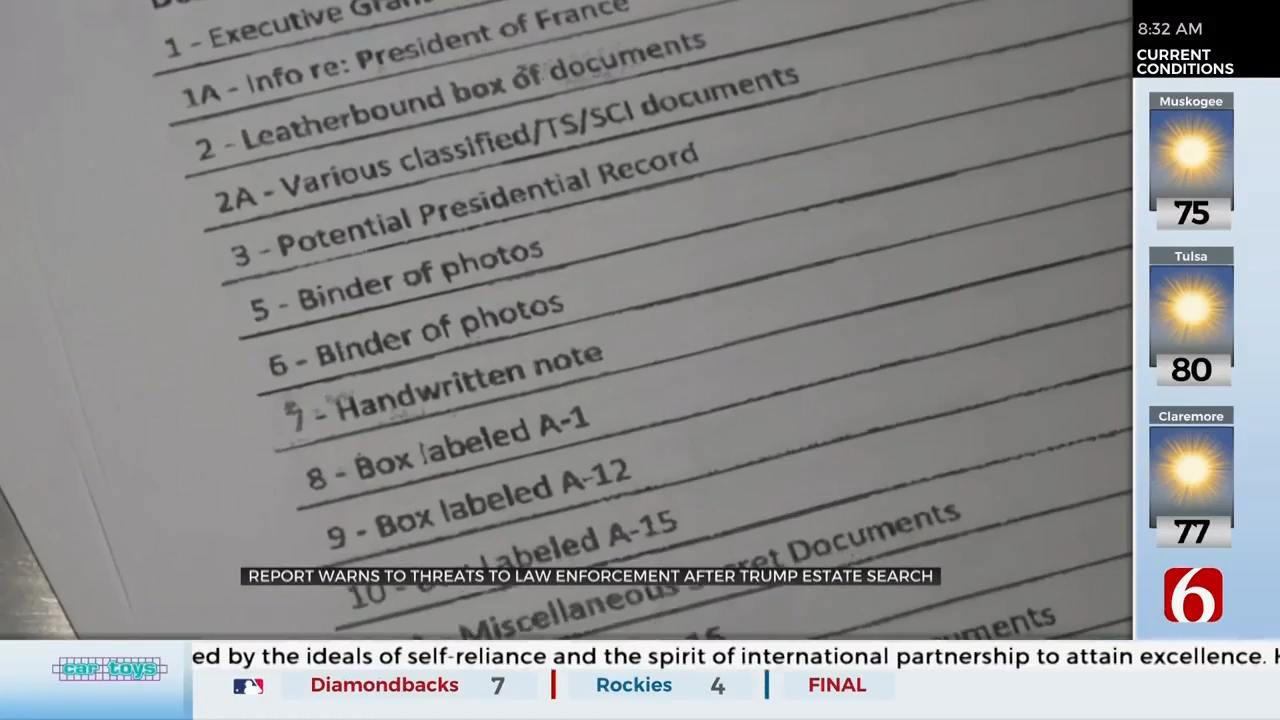 1 - Executive
1A - Info re: President of France
2 - Leatherbound box of documents
2A - Various classified/TS/SCI documents
3 - Potential Presidential Record
5 - Binder of photos
6 - Binder of photos
7 - Handwritten note
8 - Box labeled A-1
9 - Box labeled A-12
10 - labeled A-15
Miscellaneous Documents
REPORT WARNS TO THREATS TO LAW ENFORCEMENT AFTER TRUMP ESTATE SEARCH
8:32 AM
CURRENT
CONDITIONS
Muskogee
75
Tulsa
80
Claremore
77
6
car toys
ed by the ideals of self-reliance and the spirit of international partnership to attain excellence.
MLB
Diamondbacks 7
Rockies 4
FINAL